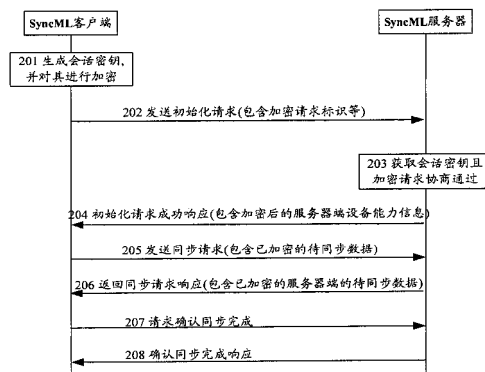 SyncML客户端
SyncML服务器
201 生成会话密钥,
并对其进行加密
202 发送初始化请求(包含加密请求标识等)
203 获取会话密钥且
加密请求协商通过
204 初始化请求成功响应(包含加密后的服务器端设备能力信息)
205 发送同步请求(包含已加密的待同步数据)
206 返回同步请求响应(包含已加密的服务器端的待同步数据)
207 请求确认同步完成
208 确认同步完成响应